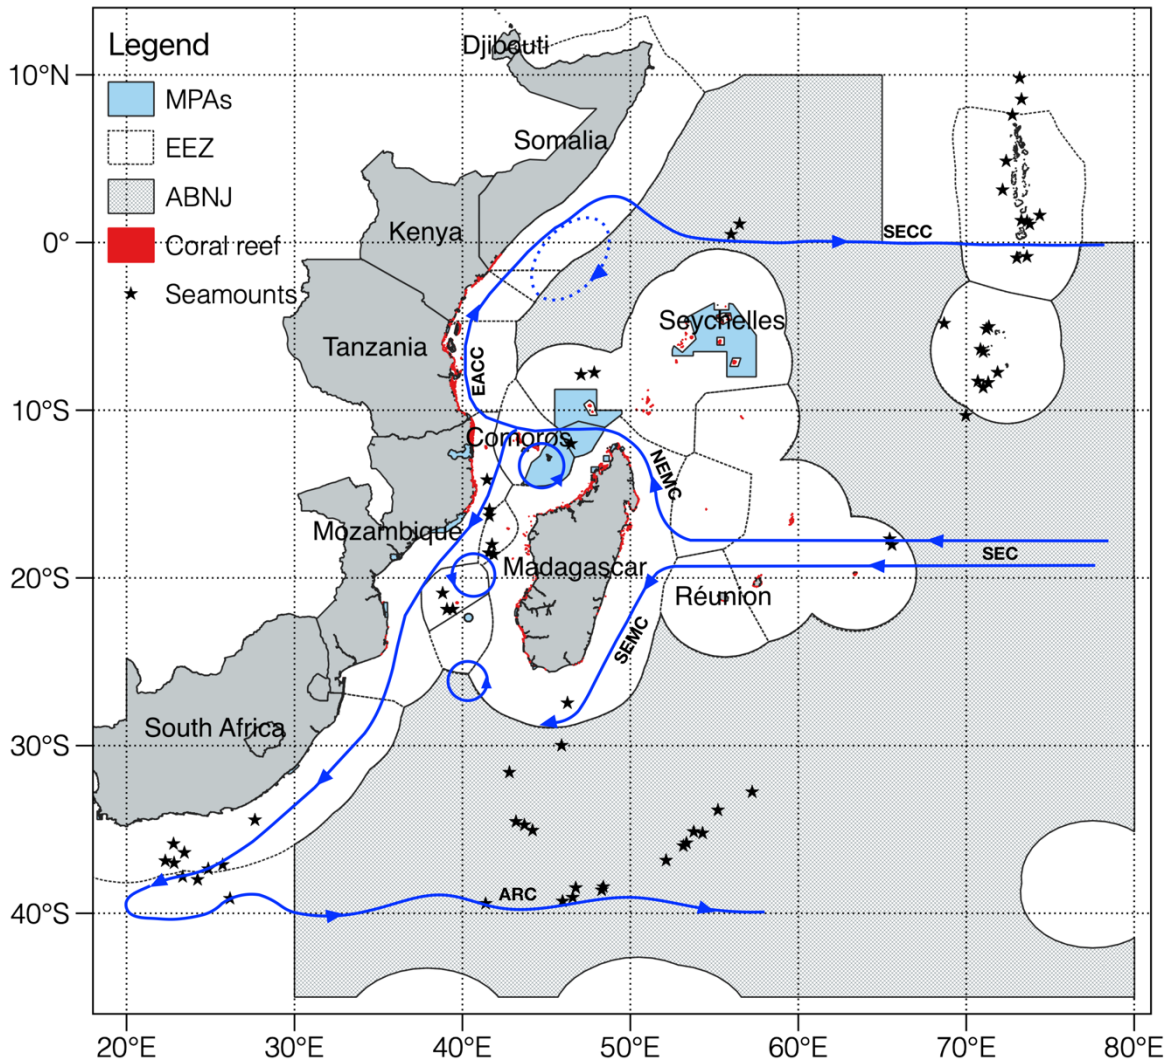 Legend
MPAs
EEZ
ABNJ
Coral reef
Seamounts
Djibouti
Somalia
Kenya
Tanzania
Seychelles
Comoros
Mozambique
Madagascar
Réunion
South Africa
SECC
EACC
NEMC
SEC
SEMC
ARC
10°N
0°
10°S
20°S
30°S
40°S
20°E
30°E
40°E
50°E
60°E
70°E
80°E